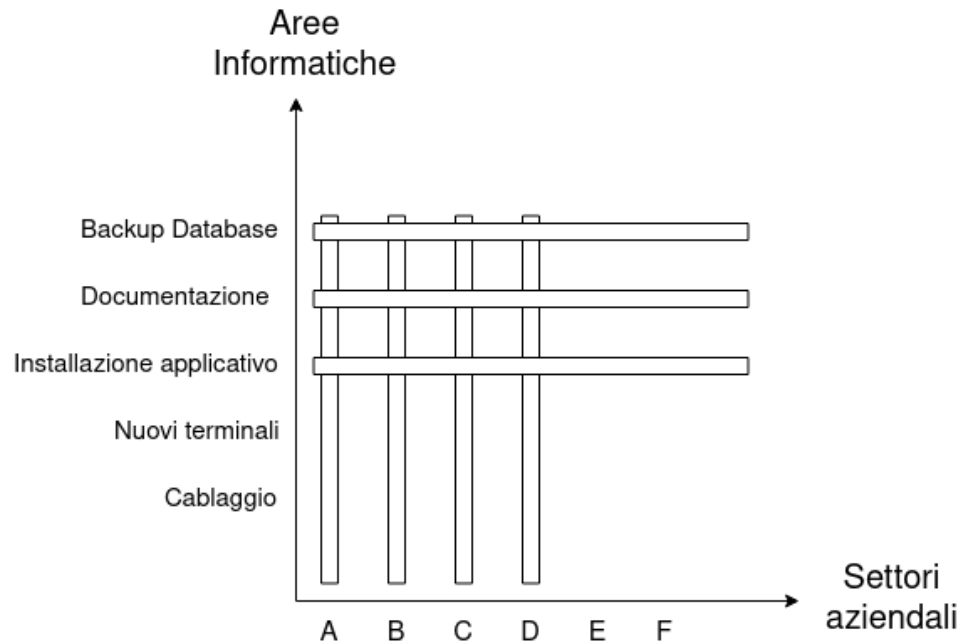 Aree
Informatiche
Backup Database
Documentazione
Installazione applicativo
Nuovi terminali
Cablaggio
Settori
aziendali
A B C D E F